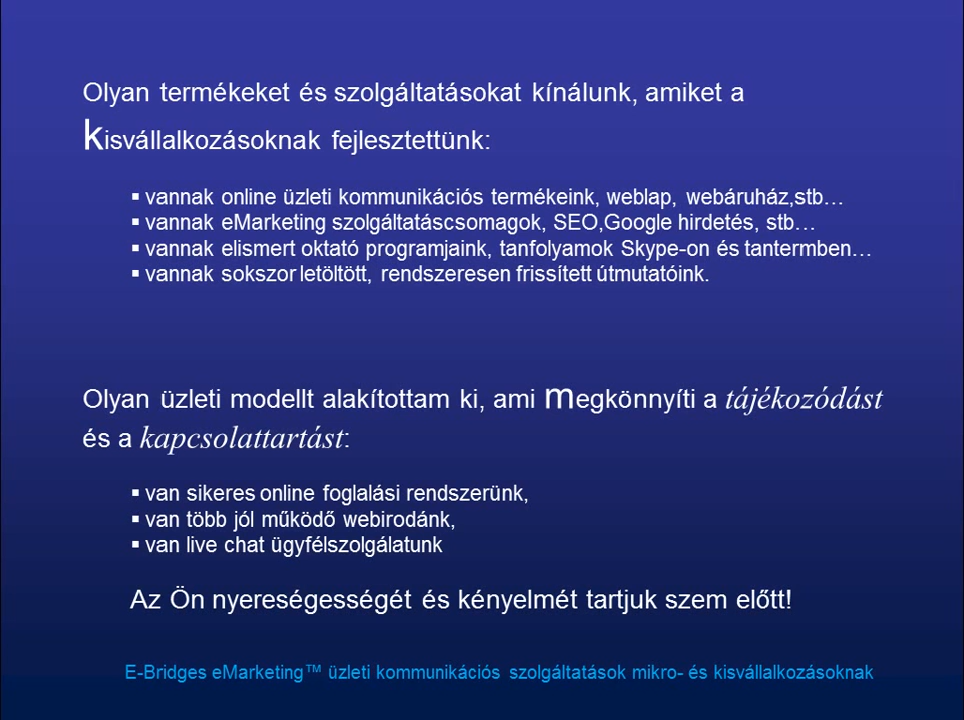 Olyan termékeket és szolgáltatásokat kínálunk, amiket a
kisvállalkozásoknak fejlesztettünk:
▪ vannak online üzleti kommunikációs termékeink, weblap, webáruház,stb…
▪ vannak eMarketing szolgáltatáscsomagok, SEO,Google hirdetés, stb…
▪ vannak elismert oktató programjaink, tanfolyamok Skype-on és tantermben…
▪ vannak sokszor letöltött, rendszeresen frissített útmutatóink.
Olyan üzleti modellt alakítottam ki, ami megkönnyíti a tájékozódást
és a kapcsolattartást:
▪ van sikeres online foglalási rendszerünk,
▪ van több jól működő webirodánk,
▪ van live chat ügyfélszolgálatunk
Az Ön nyereségességét és kényelmét tartjuk szem előtt!
E-Bridges eMarketing™ üzleti kommunikációs szolgáltatások mikro- és kisvállalkozásoknak